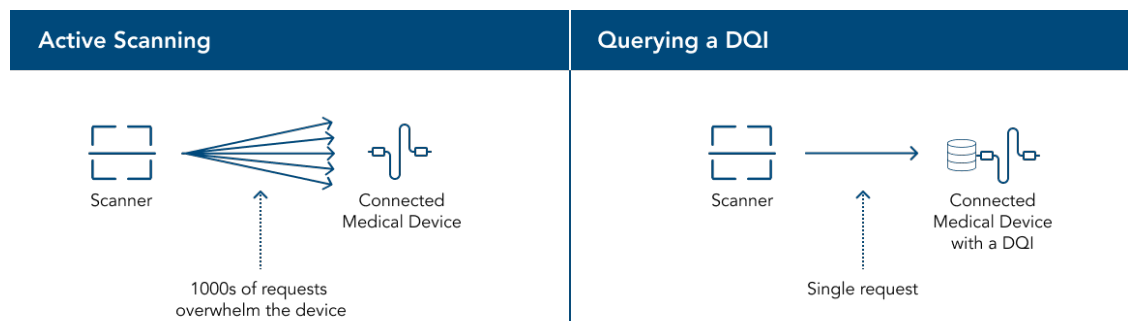 Active Scanning
Querying a DQI
Scanner
Connected
Medical Device
1000s of requests
overwhelm the device
Scanner
Connected
Medical Device
with a DQI
Single request